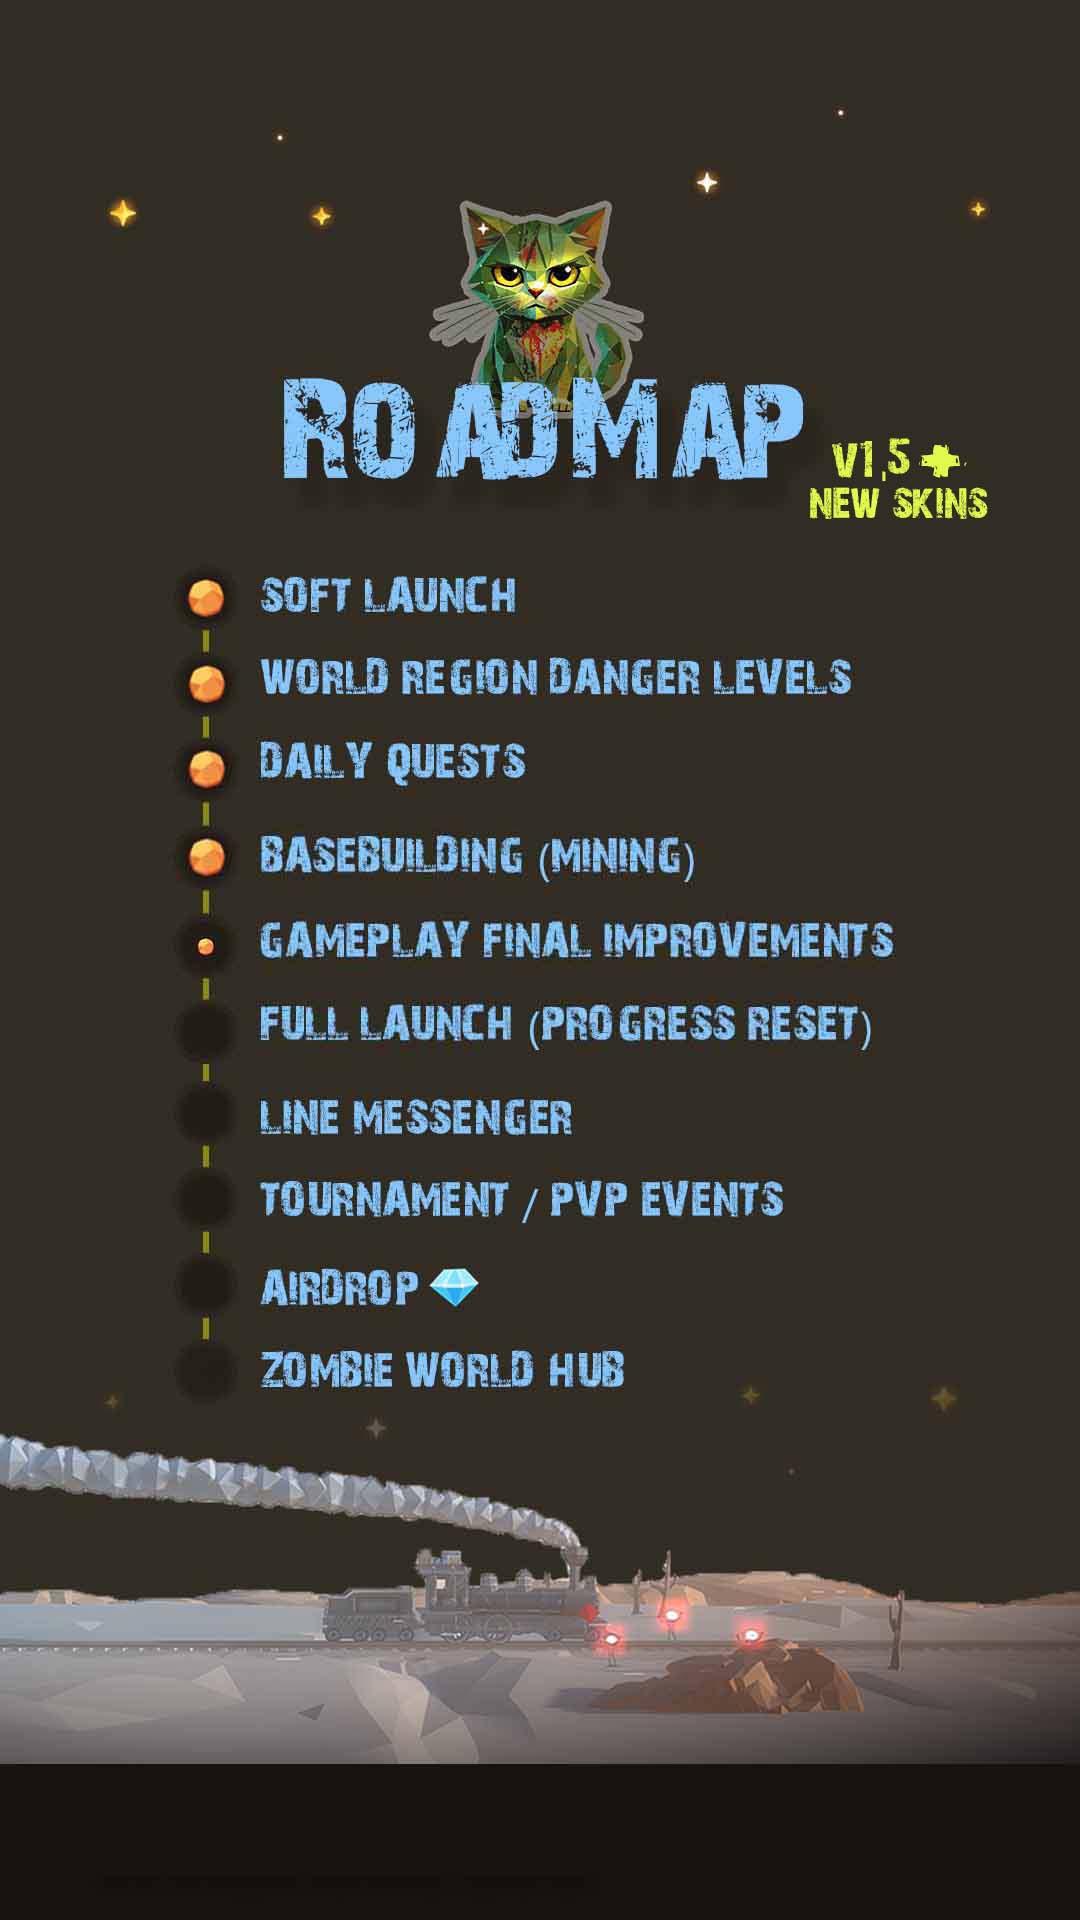 ROADMAP
V1,5 +
NEW SKINS
SOFT LAUNCH
WORLD REGION DANGER LEVELS
DAILY QUESTS
BASEBUILDING (MINING)
GAMEPLAY FINAL IMPROVEMENTS
FULL LAUNCH (PROGRESS RESET)
LINE MESSENGER
TOURNAMENT / PVP EVENTS
AIRDROP 💎
ZOMBIE WORLD HUB